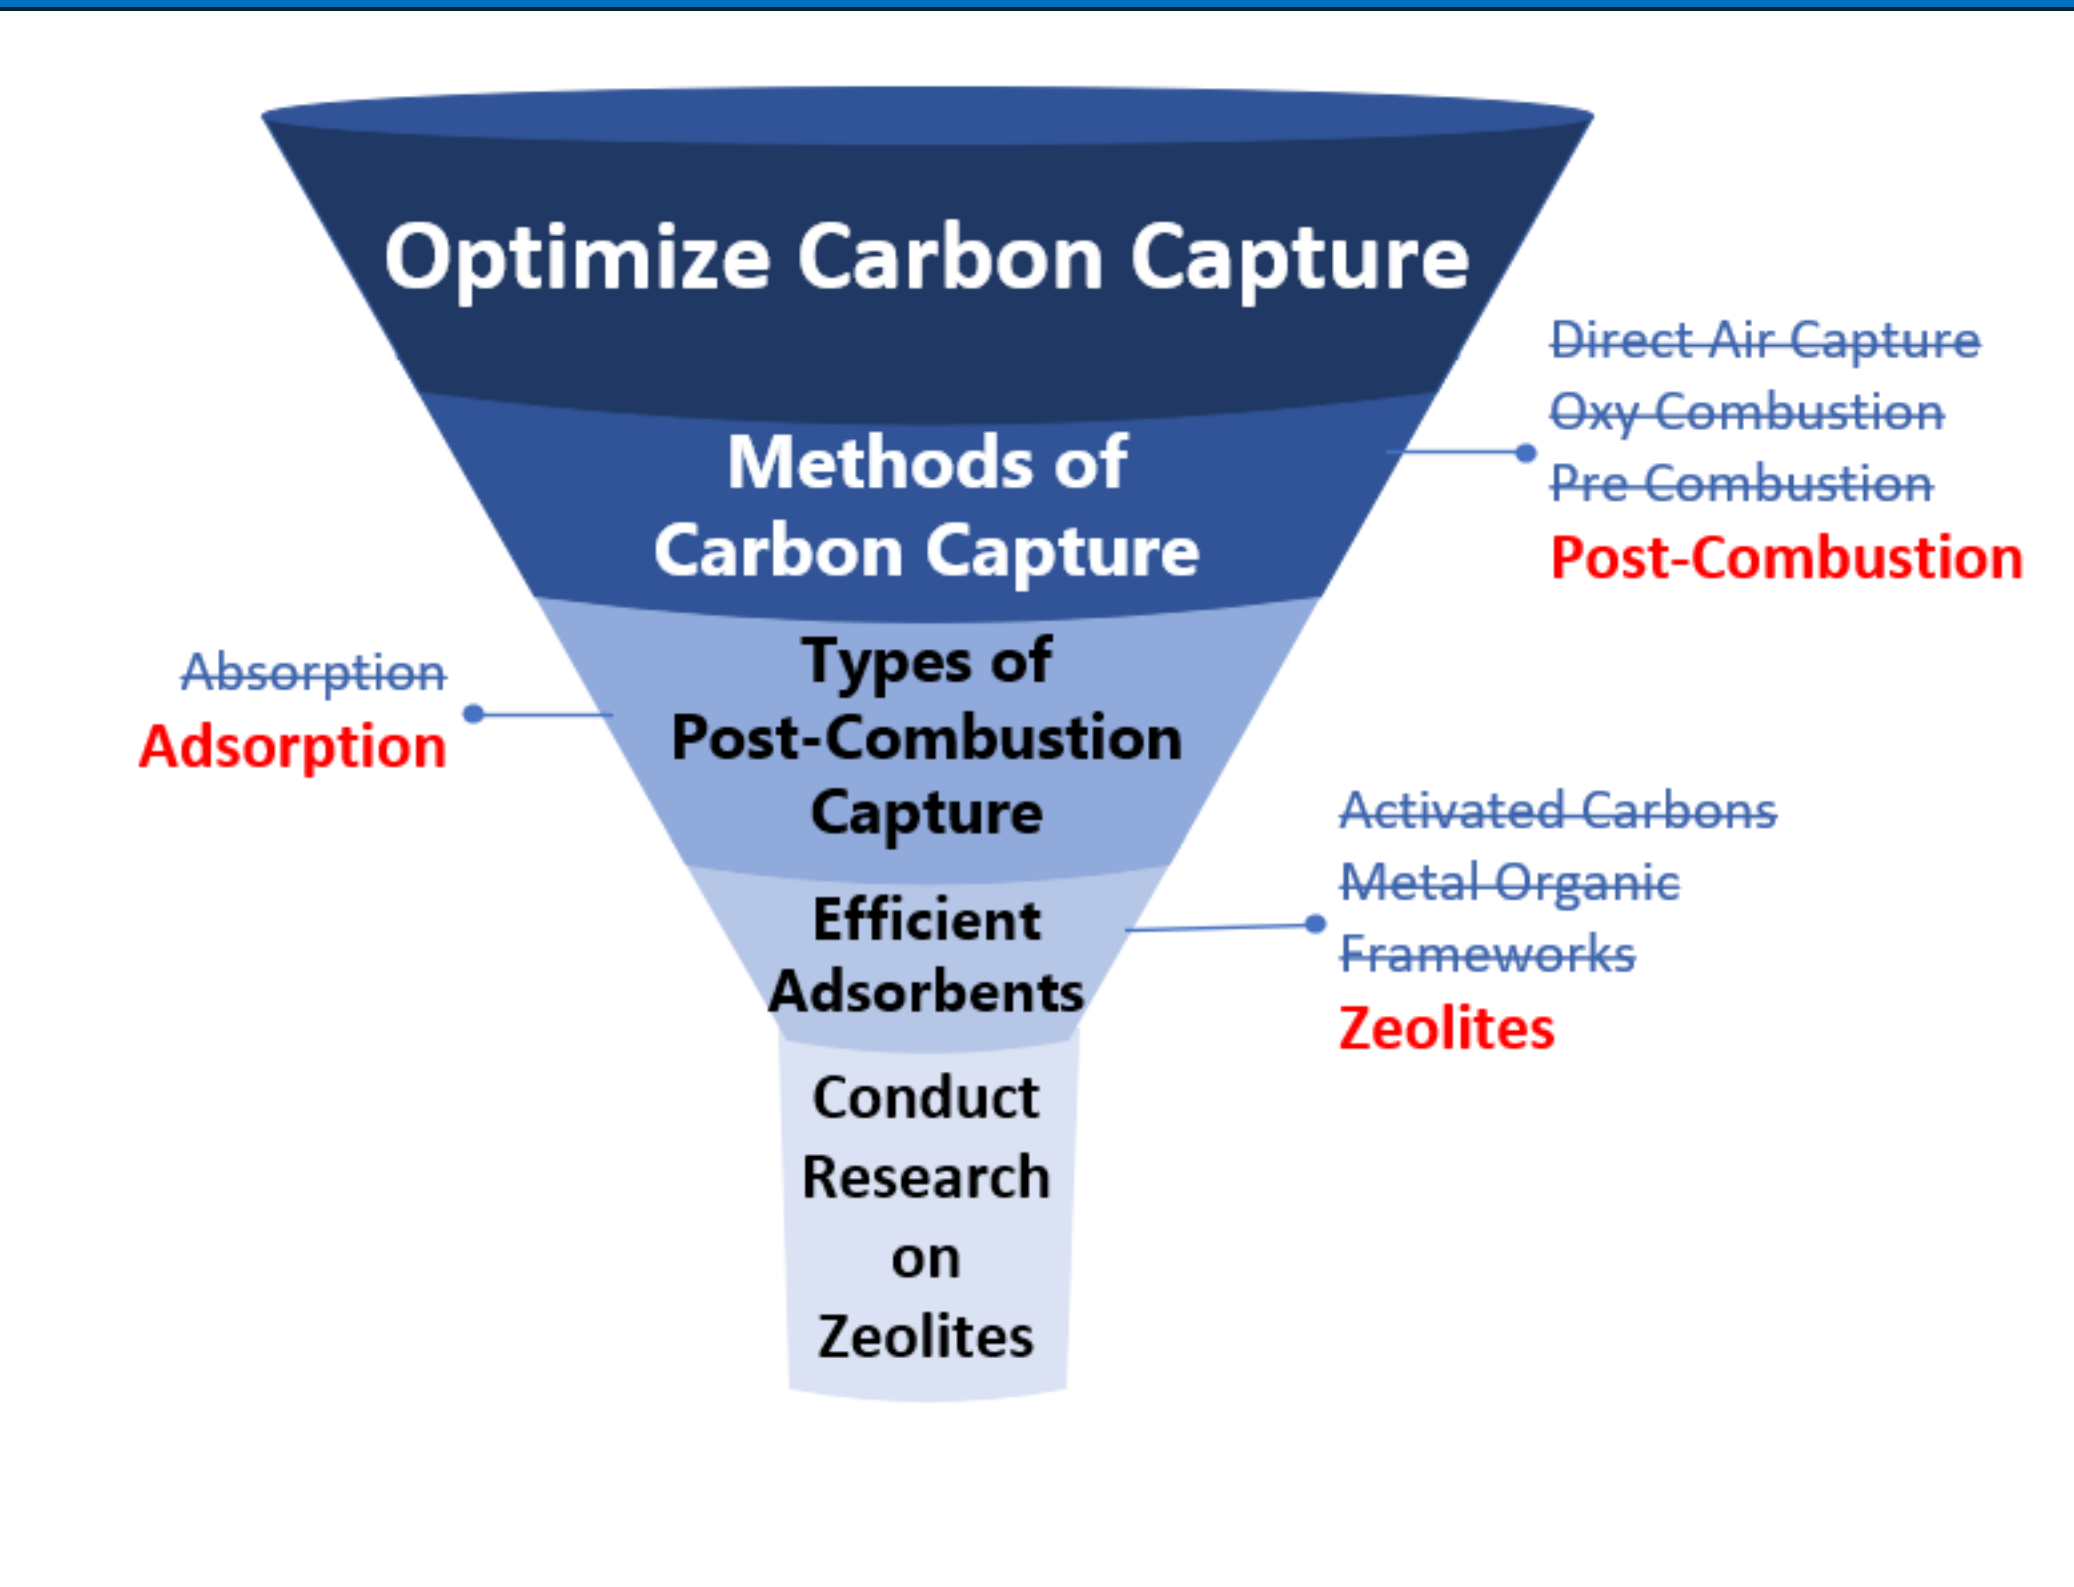 Optimize Carbon Capture
Methods of
Carbon Capture
Direct Air Capture
Oxy Combustion
Pre Combustion
Post-Combustion
Types of
Post-Combustion
Capture
Absorption
Adsorption
Efficient
Adsorbents
Activated Carbons
Metal Organic
Frameworks
Zeolites
Conduct
Research
on
Zeolites